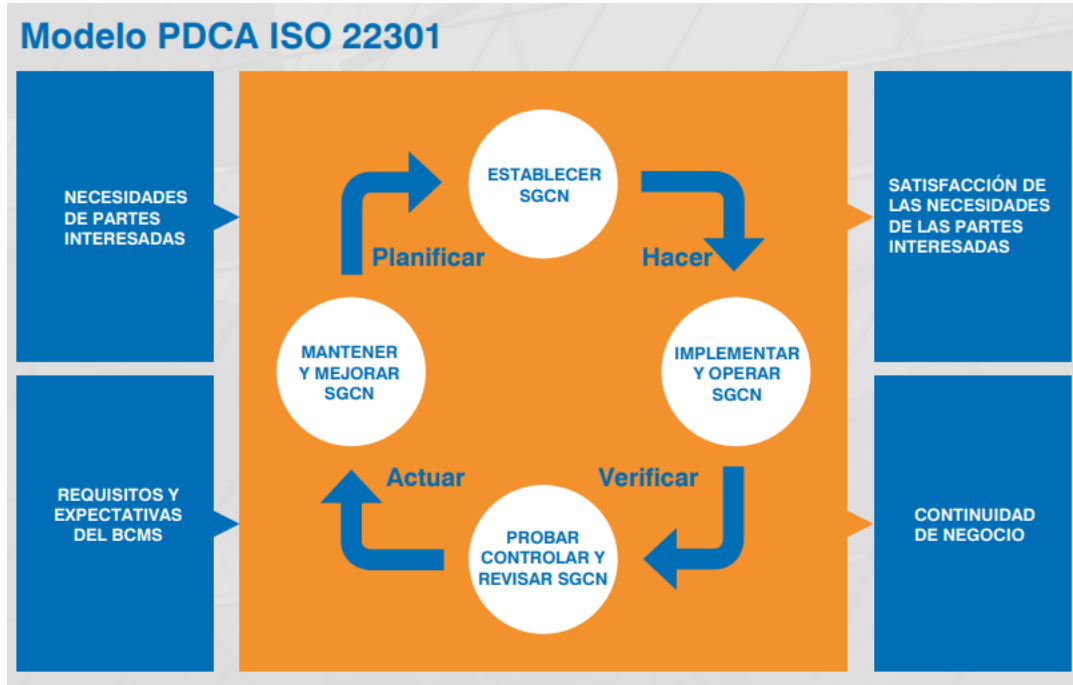 Modelo PDCA ISO 22301
NECESIDADES
DE PARTES
INTERESADAS
REQUISITOS Y
EXPECTATIVAS
DEL BCMS
ESTABLECER
SGCN
Planificar
Hacer
MANTENER
Y MEJORAR
SGCN
IMPLEMENTAR
Y OPERAR
SGCN
Actuar
Verificar
PROBAR
CONTROLAR Y
REVISAR SGCN
SATISFACCIÓN DE
LAS NECESIDADES
DE LAS PARTES
INTERESADAS
CONTINUIDAD
DE NEGOCIO